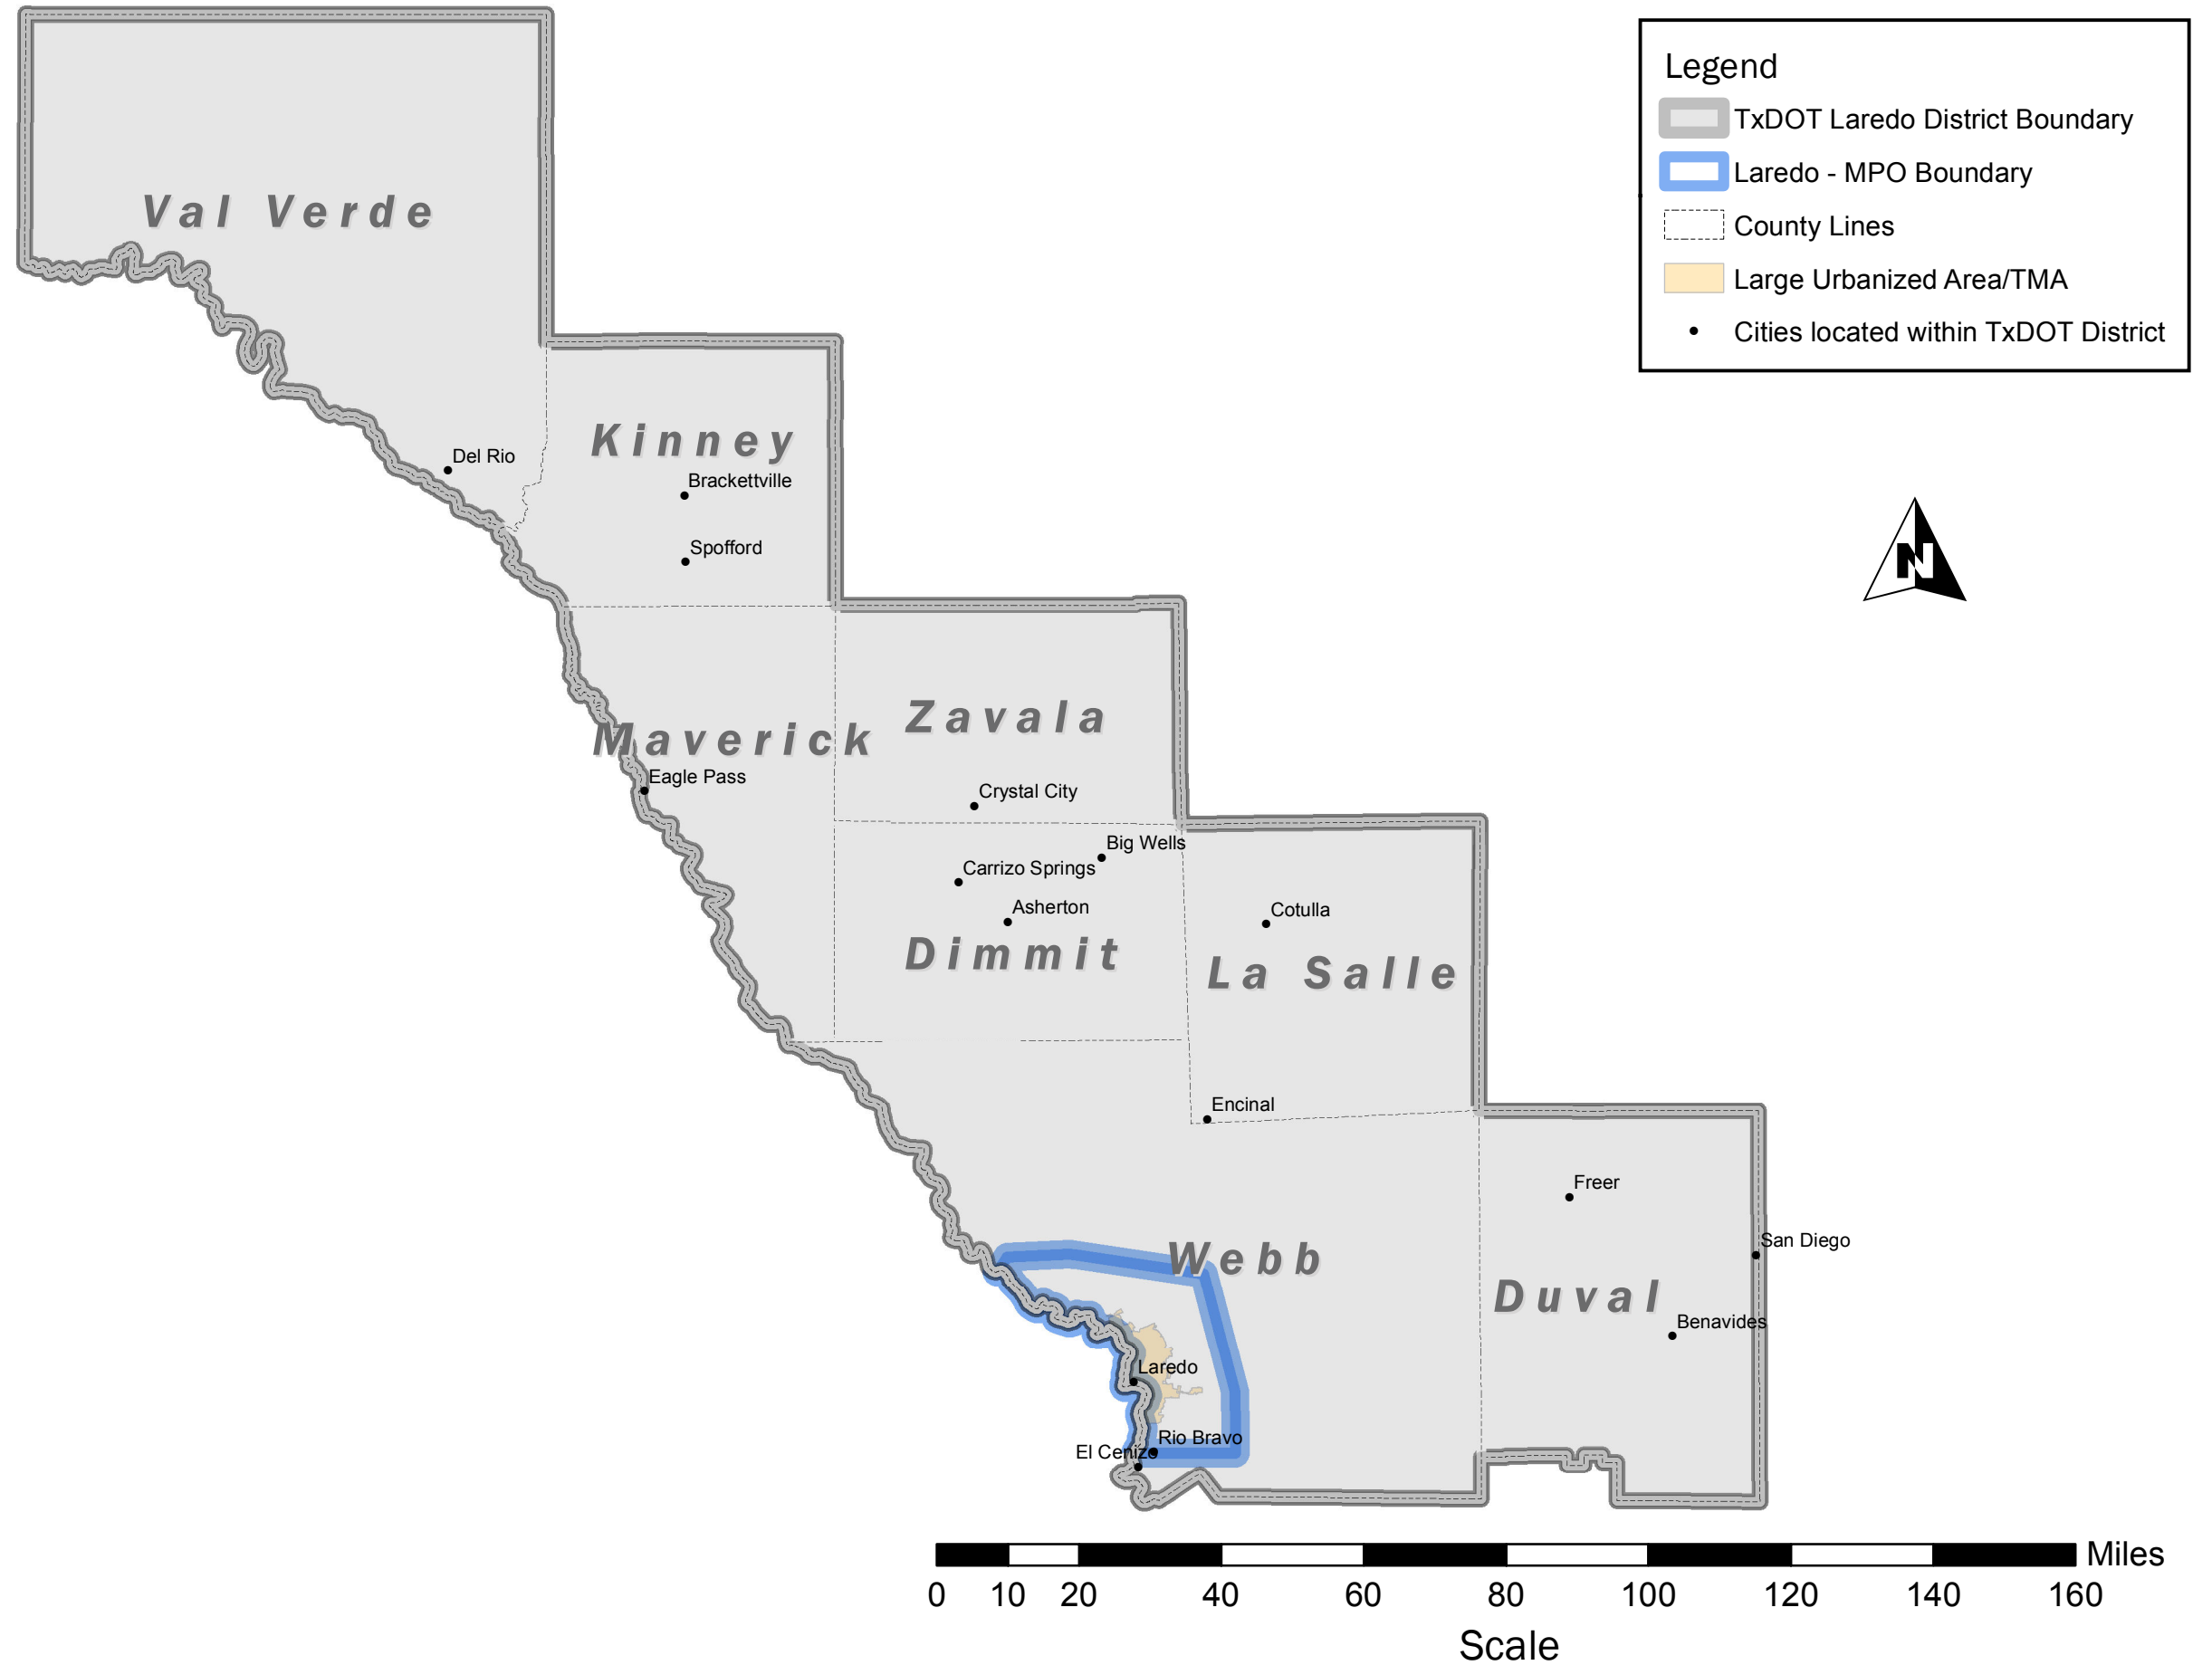 Legend
TxDOT Laredo District Boundary
Laredo - MPO Boundary
County Lines
Large Urbanized Area/TMA
Cities located within TxDOT District
Val Verde
Kinney
Del Rio
Brackettville
Spofford
N
Zavala
Maverick
Eagle Pass
Crystal City
Big Wells
Carrizo Springs
Asherton
Cotulla
Dimmit
La Salle
Encinal
Freer
San Diego
Webb
Duval
Benavides
Laredo
Rio Bravo
El Cenizo
Miles
0 10 20 40 60 80 100 120 140 160
Scale